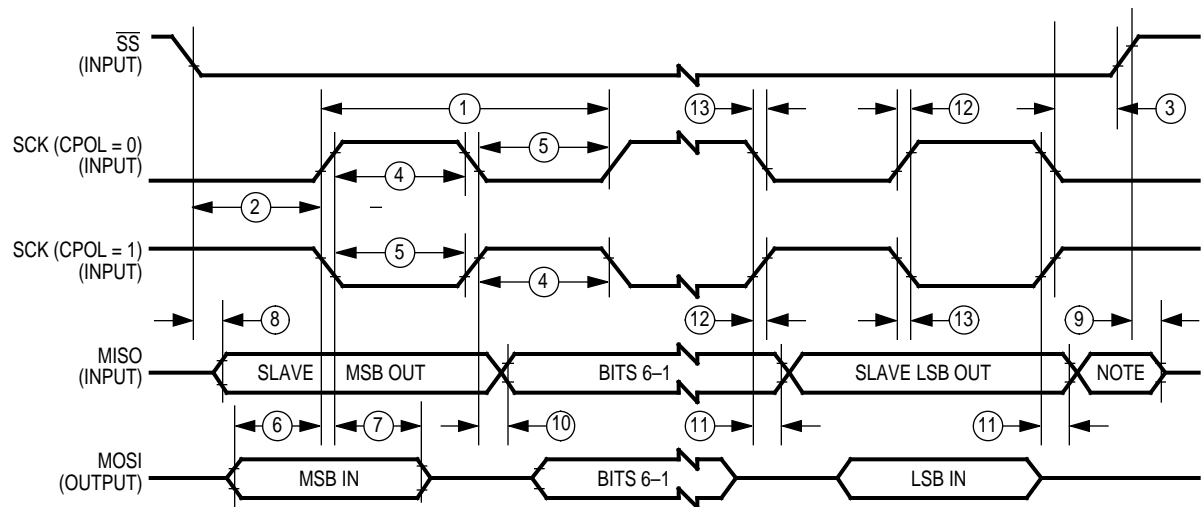 SS
(INPUT)
1
13
12
3
SCK (CPOL = 0)
(INPUT)
5
4
2
SCK (CPOL = 1)
(INPUT)
5
4
8
12
13
9
MISO
(INPUT)
SLAVE MSB OUT
BITS 6–1
SLAVE LSB OUT
NOTE
6
7
10
11
11
MOSI
(OUTPUT)
MSB IN
BITS 6–1
LSB IN